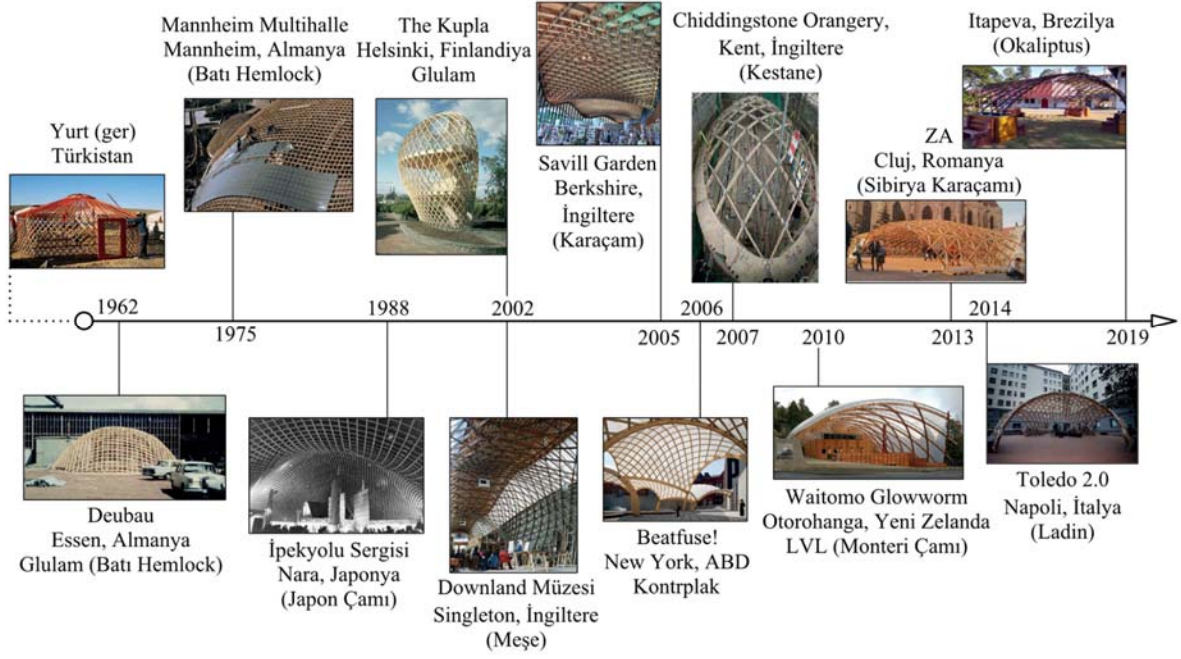 Yurt (ger)
Türkistan
Mannheim Multihalle
Mannheim, Almanya
(Batı Hemlock)
The Kupla
Helsinki, Finlandiya
Glulam
Savill Garden
Berkshire,
İngiltere
(Karaçam)
Chiddingstone Orangery,
Kent, İngiltere
(Kestane)
ZA
Cluj, Romanya
(Sibirya Karaçamı)
Itapeva, Brezilya
(Okaliptus)
1962
1975
1988
2002
2005
2006
2007
2010
2013
2014
2019
Deubau
Essen, Almanya
Glulam (Batı Hemlock)
İpekyolu Sergisi
Nara, Japonya
(Japon Çamı)
Downland Müzesi
Singleton, İngiltere
(Meşe)
Beatfuse!
New York, ABD
Kontrplak
Waitomo Glowworm
Otorohanga, Yeni Zelanda
LVL (Monteri Çamı)
Toledo 2.0
Napoli, İtalya
(Ladin)